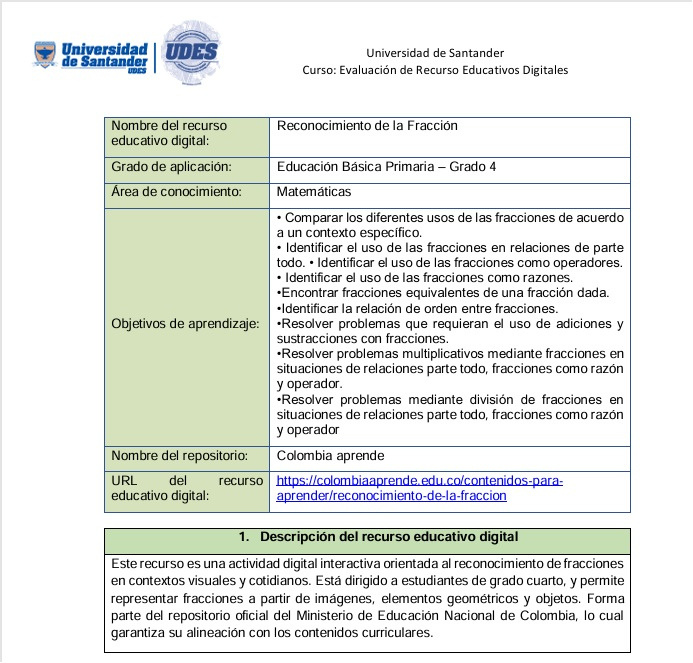 Universidad
de Santander
UDES
UDES
Universidad de Santander
Curso: Evaluación de Recurso Educativos Digitales
Nombre del recurso
educativo digital:
Reconocimiento de la Fracción
Grado de aplicación:
Educación Básica Primaria – Grado 4
Área de conocimiento:
Matemáticas
Objetivos de aprendizaje:
• Comparar los diferentes usos de las fracciones de acuerdo
a un contexto específico.
• Identificar el uso de las fracciones en relaciones de parte
todo. • Identificar el uso de las fracciones como operadores.
• Identificar el uso de las fracciones como razones.
•Encontrar fracciones equivalentes de una fracción dada.
•Identificar la relación de orden entre fracciones.
•Resolver problemas que requieran el uso de adiciones y
sustracciones con fracciones.
•Resolver problemas multiplicativos mediante fracciones en
situaciones de relaciones parte todo, fracciones como razón
y operador.
•Resolver problemas mediante división de fracciones en
situaciones de relaciones parte todo, fracciones como razón
y operador
Nombre del repositorio:
Colombia aprende
URL del recurso
educativo digital:
https://colombiaaprende.edu.co/contenidos-para-
aprender/reconocimiento-de-la-fraccion
1. Descripción del recurso educativo digital
Este recurso es una actividad digital interactiva orientada al reconocimiento de fracciones
en contextos visuales y cotidianos. Está dirigido a estudiantes de grado cuarto, y permite
representar fracciones a partir de imágenes, elementos geométricos y objetos. Forma
parte del repositorio oficial del Ministerio de Educación Nacional de Colombia, lo cual
garantiza su alineación con los contenidos curriculares.